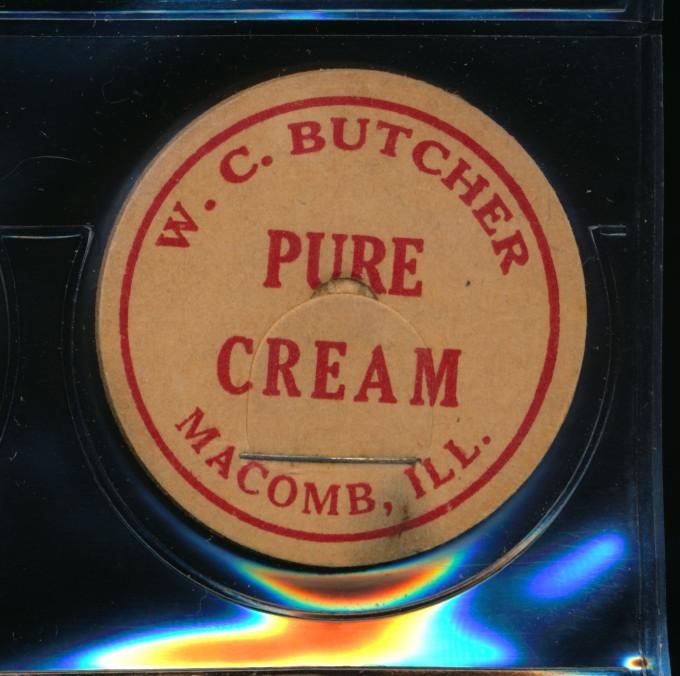 W. C. BUTCHER
PURE
CREAM
MACOMB, ILL.